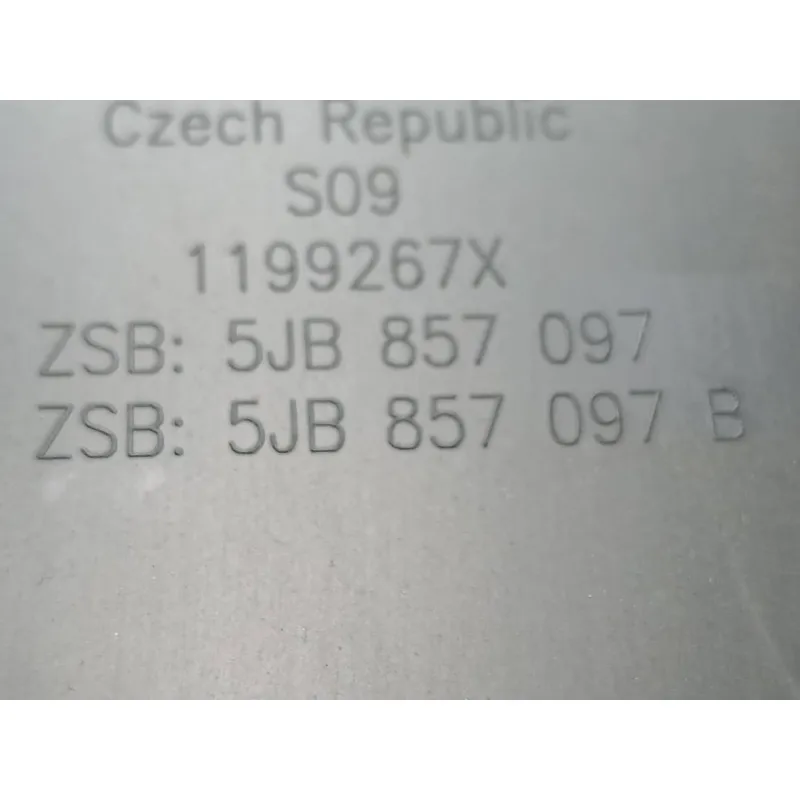 Czech Republic
S09
1199267X
ZSB: 5JB 857 097
ZSB: 5JB 857 097 B